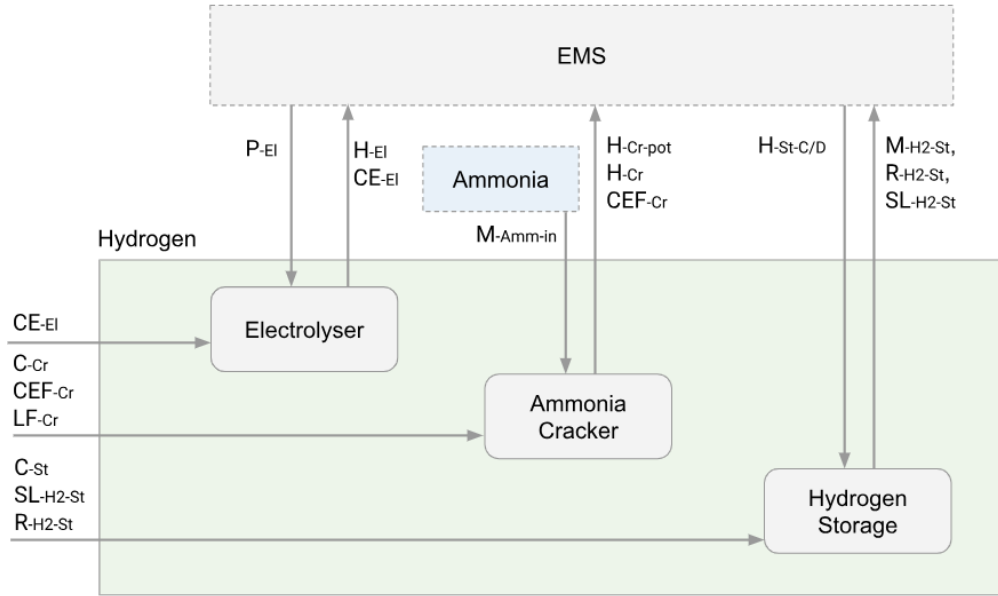 EMS
P-El
H-El
CE-El
Ammonia
M-Amm-in
H-Cr-pot
H-Cr
CEF-Cr
H-St-C/D
M-H2-St,
R-H2-St,
SL-H2-St
Hydrogen
Electrolyser
CE-El
C-Cr
CEF-Cr
LF-Cr
Ammonia
Cracker
C-St
SL-H2-St
R-H2-St
Hydrogen
Storage